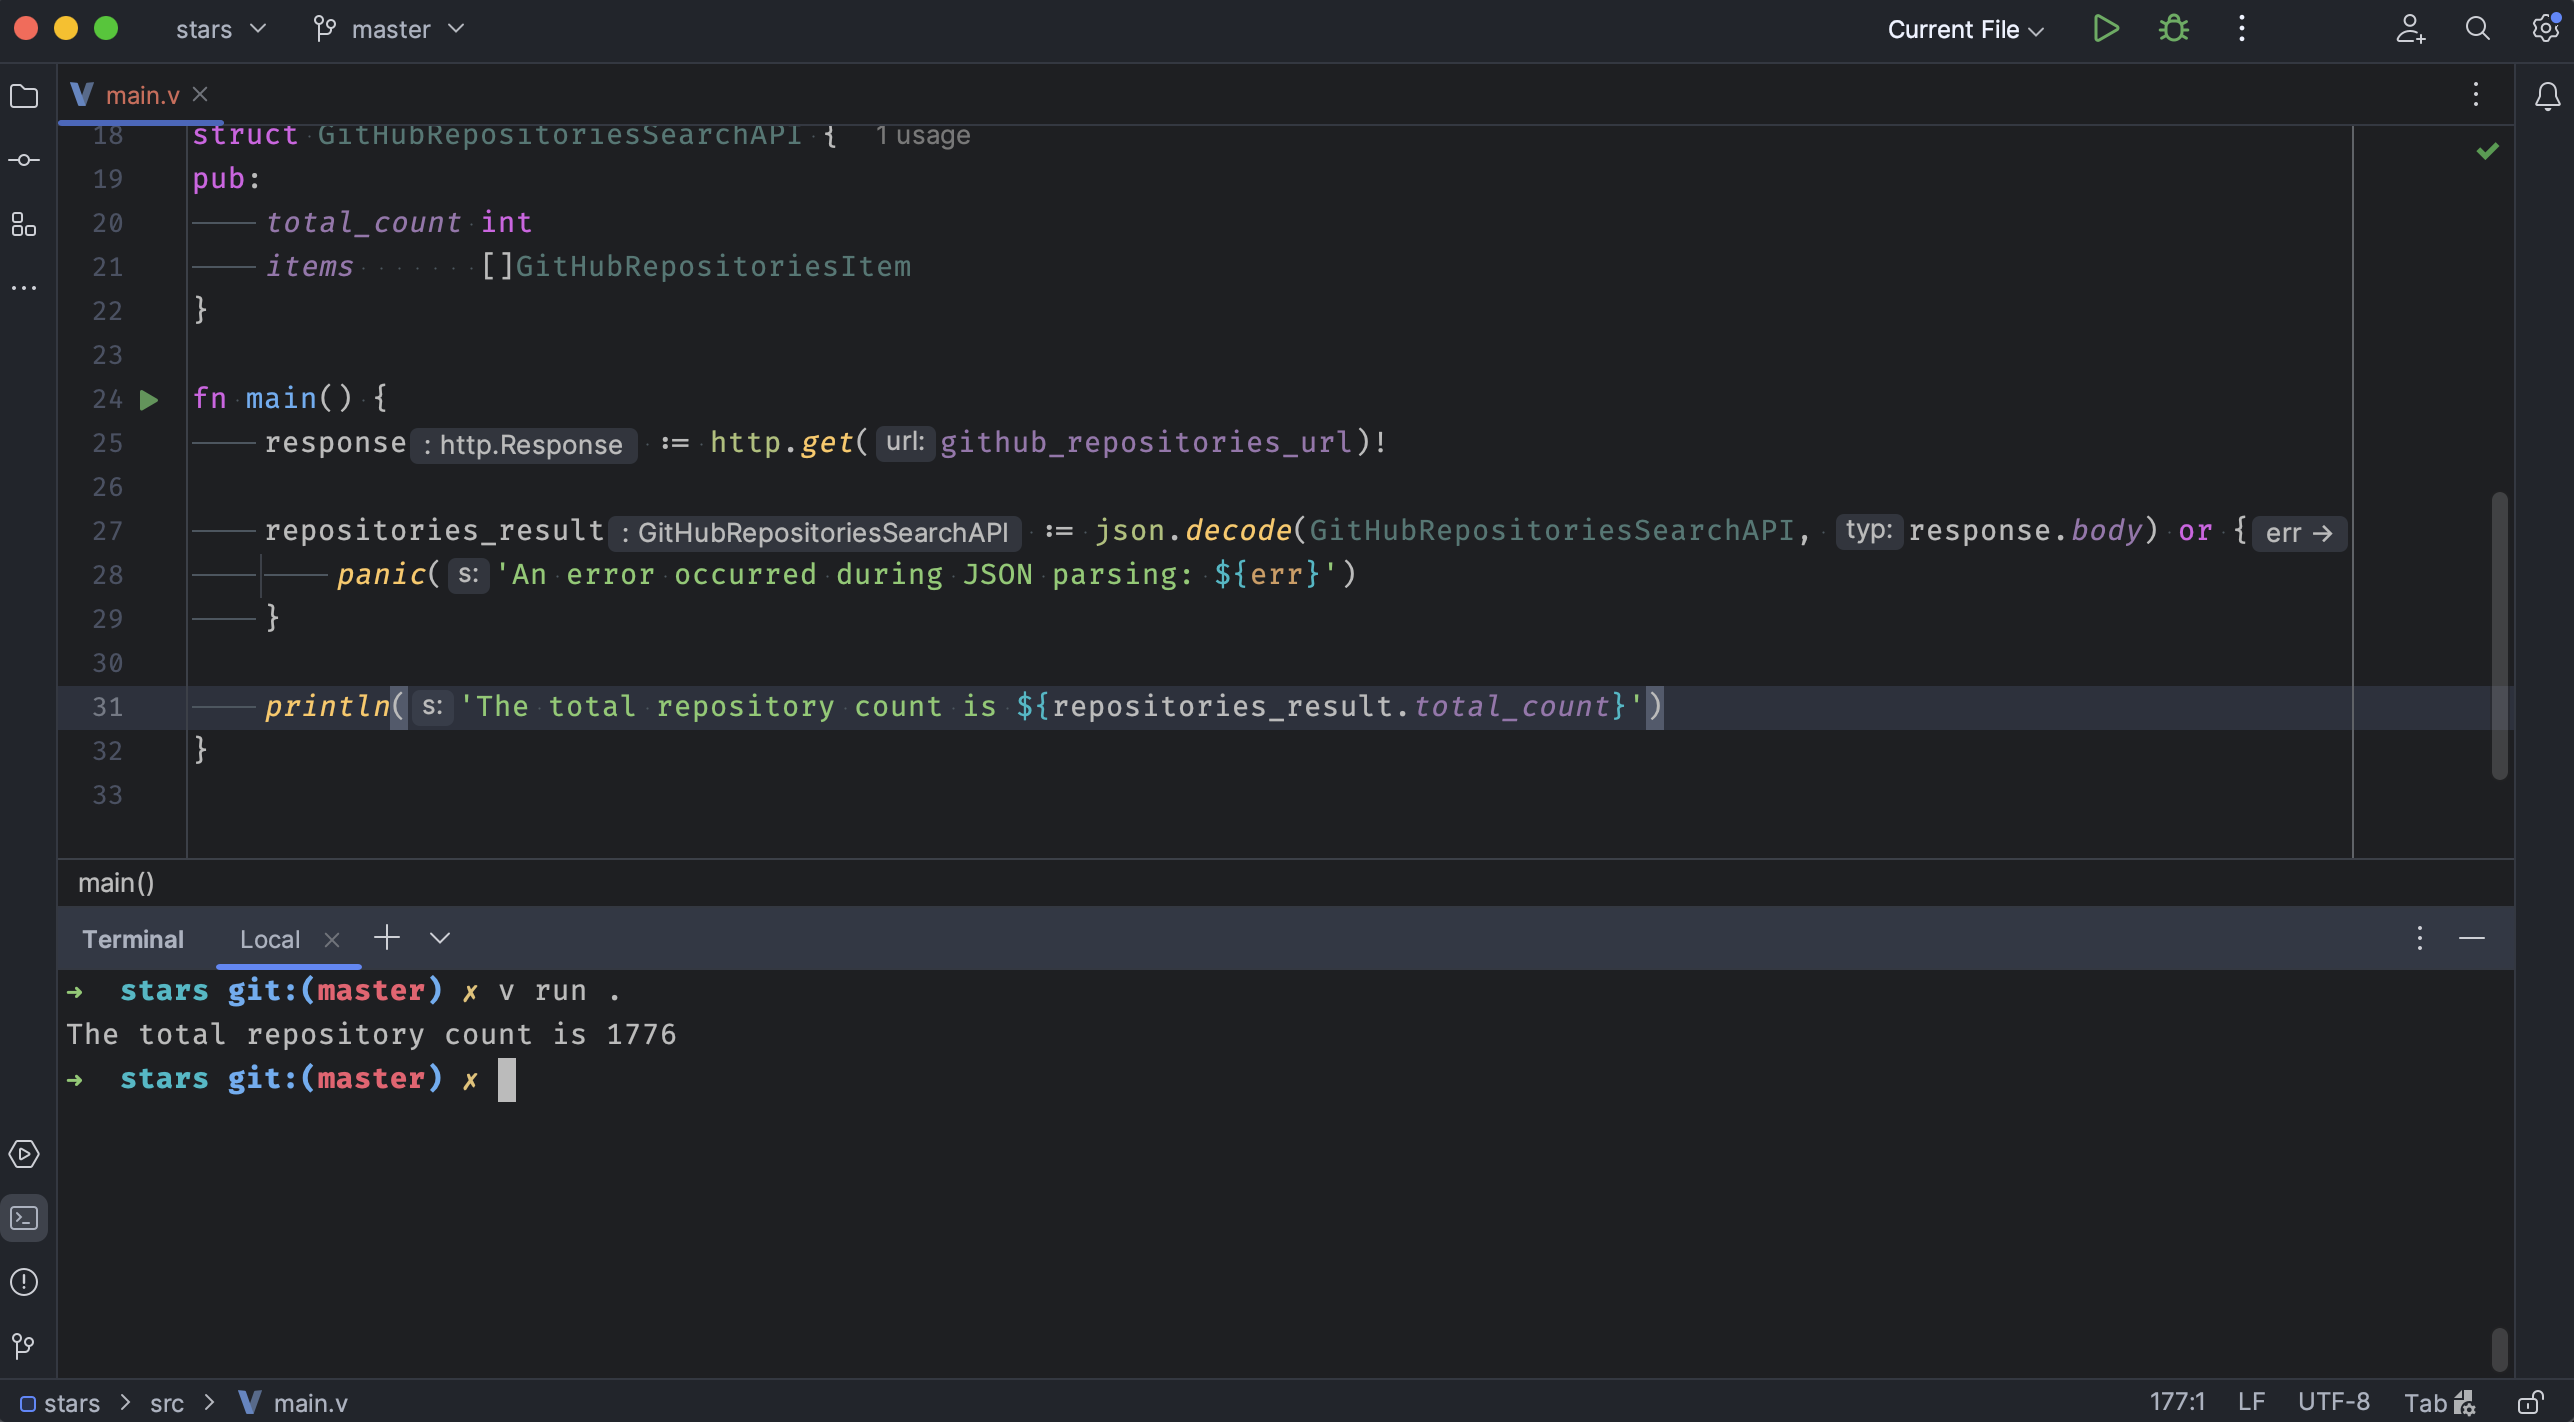 stars master Current File
main.v
18 struct GitHubRepositoriesSearchAPI { 1 usage
19 pub:
20 total_count int
21 items []GitHubRepositoriesItem
22 }
23
24 fn main() {
25 response : http.Response := http.get( url: github_repositories_url)!
26
27 repositories_result : GitHubRepositoriesSearchAPI := json.decode(GitHubRepositoriesSearchAPI, typ: response.body) or { err →
28 panic( s: 'An error occurred during JSON parsing: ${err}')
29 }
30
31 println( s: 'The total repository count is ${repositories_result.total_count}')
32 }
33
main()
Terminal Local
→ stars git:(master) ✗ v run .
The total repository count is 1776
→ stars git:(master) ✗
stars > src > main.v 177:1 LF UTF-8 Tab